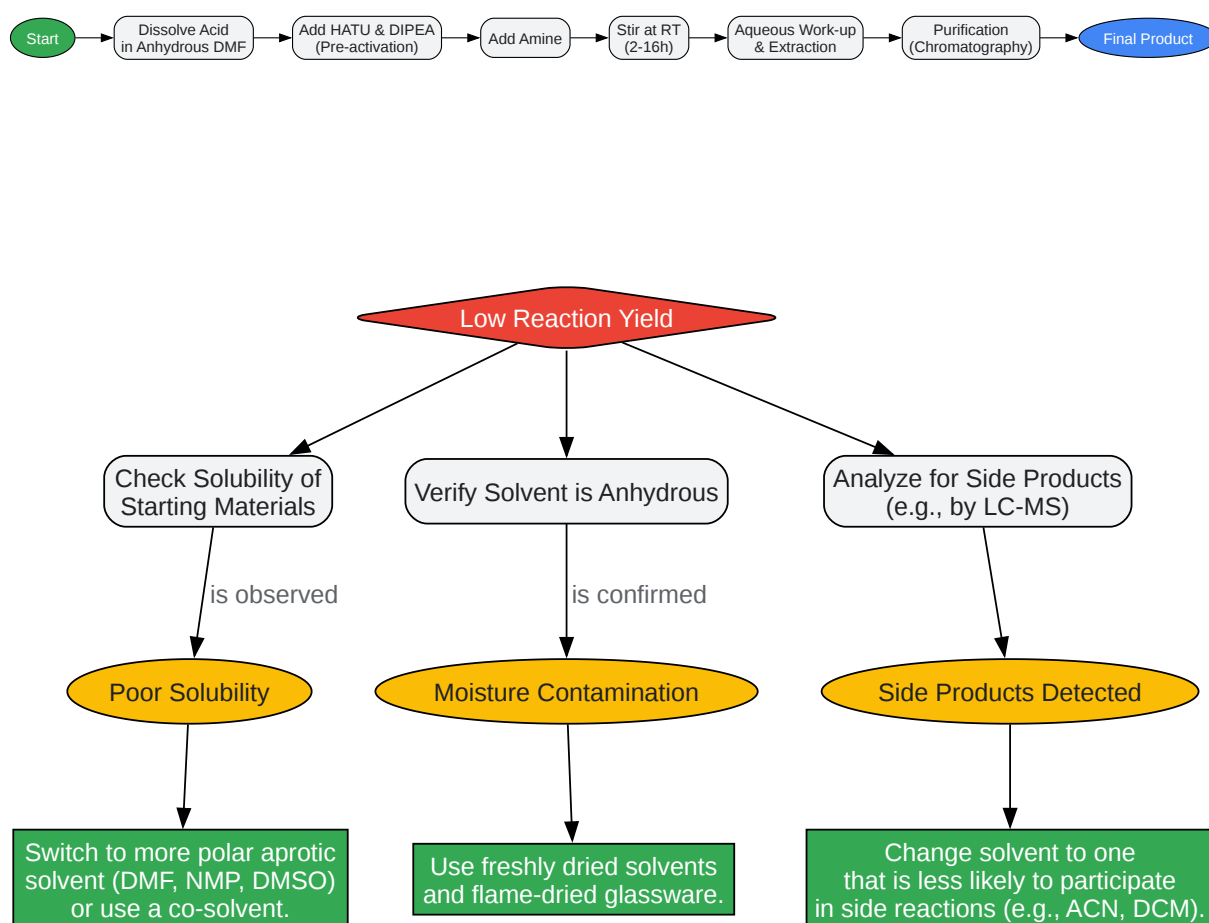 Start
Dissolve Acid
in Anhydrous DMF
Add HATU & DIPEA
(Pre-activation)
Add Amine
Stir at RT
(2-16h)
Aqueous Work-up
& Extraction
Purification
(Chromatography)
Final Product
Low Reaction Yield
Check Solubility of
Starting Materials
Verify Solvent is Anhydrous
Analyze for Side Products
(e.g., by LC-MS)
is observed
is confirmed
Poor Solubility
Moisture Contamination
Side Products Detected
Switch to more polar aprotic
solvent (DMF, NMP, DMSO)
or use a co-solvent.
Use freshly dried solvents
and flame-dried glassware.
Change solvent to one
that is less likely to participate
in side reactions (e.g., ACN, DCM).